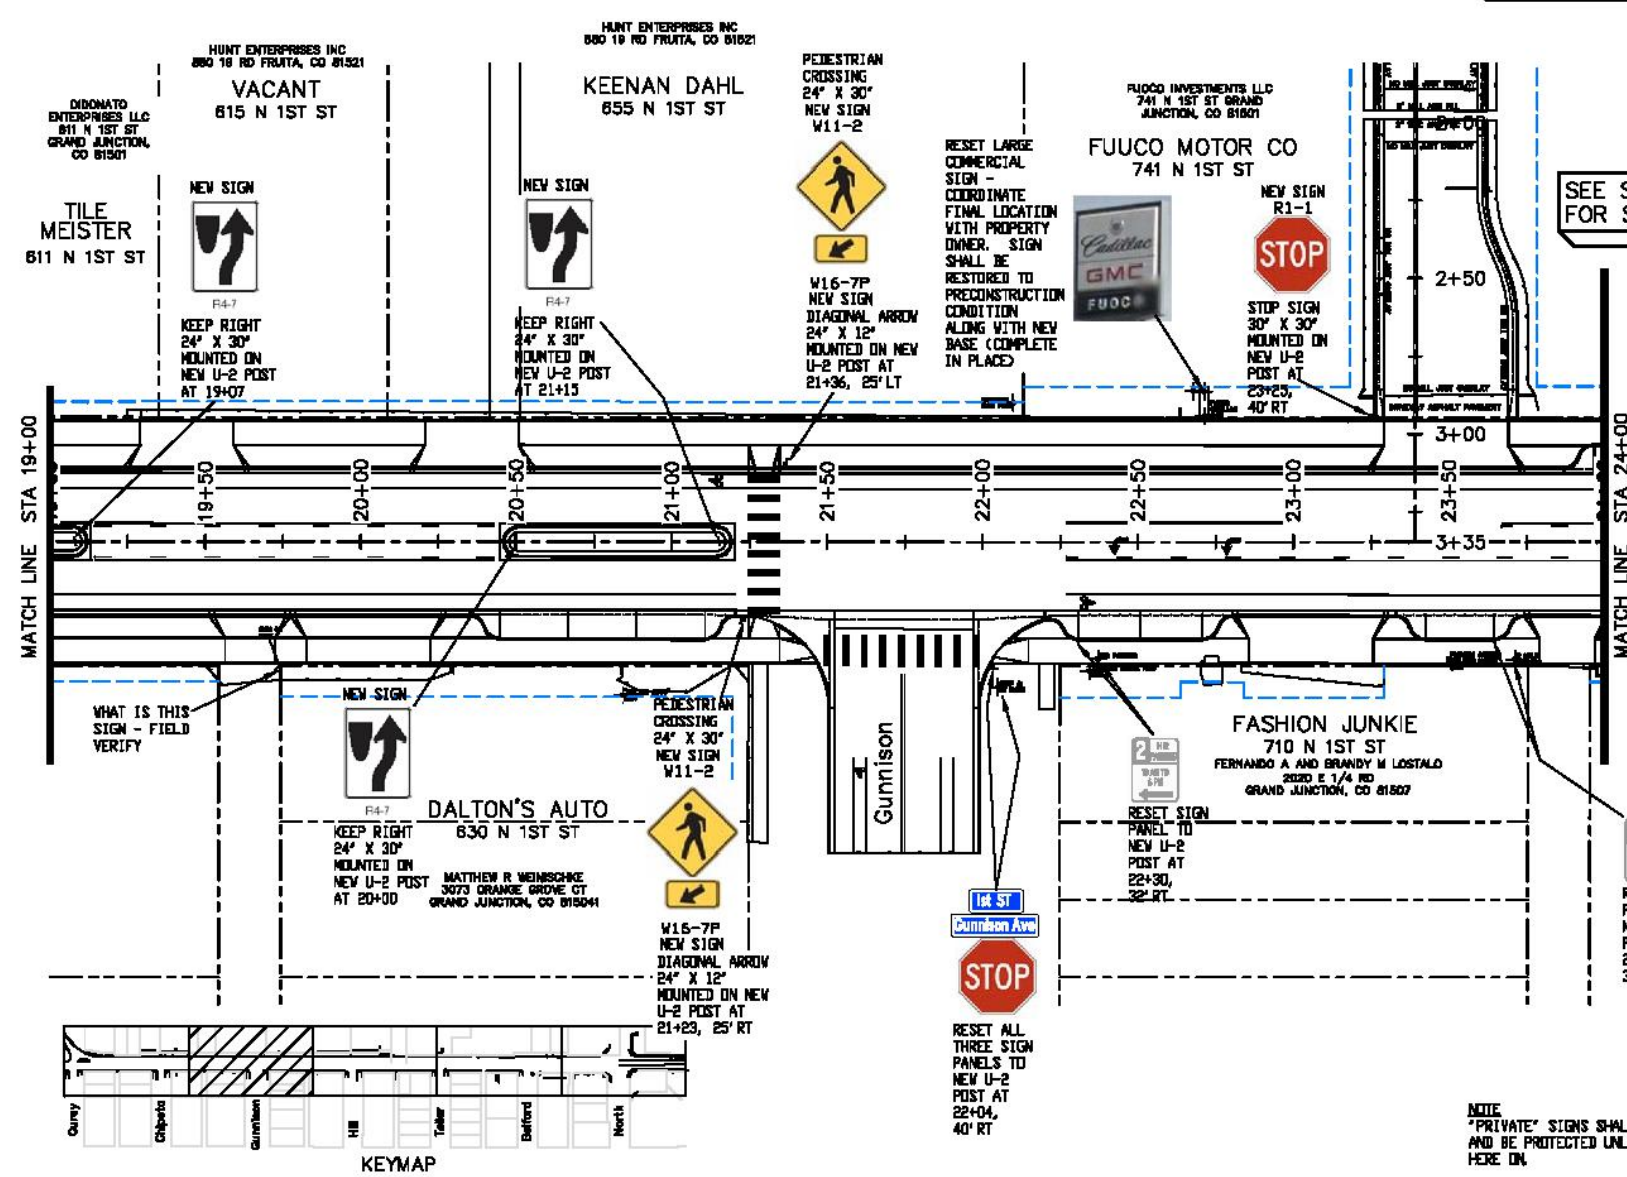 HUNT ENTERPRISES INC
880 19 RD FRUITA, CO 81521
VACANT
615 N 1ST ST
HUNT ENTERPRISES INC
880 19 RD FRUITA, CO 81521
KEENAN DAHL
655 N 1ST ST
DIDONATO
ENTERPRISES LLC
611 N 1ST ST
GRAND JUNCTION,
CO 81501
TILE
MEISTER
611 N 1ST ST
NEW SIGN
R4-7
KEEP RIGHT
24" X 30"
MOUNTED ON
NEW U-2 POST
AT 19+07
NEW SIGN
R4-7
KEEP RIGHT
24" X 30"
MOUNTED ON
NEW U-2 POST
AT 21+15
PEDESTRIAN
CROSSING
24" X 30"
NEW SIGN
W11-2
W16-7P
NEW SIGN
DIAGONAL ARROW
24" X 12"
MOUNTED ON NEW
U-2 POST AT
21+36, 25' LT
RESET LARGE
COMMERCIAL
SIGN -
COORDINATE
FINAL LOCATION
WITH PROPERTY
OWNER. SIGN
SHALL BE
RESTORED TO
PRECONSTRUCTION
CONDITION
ALONG WITH NEW
BASE (COMPLETE
IN PLACE)
FUOCO INVESTMENTS LLC
741 N 1ST ST GRAND
JUNCTION, CO 81501
FUUCO MOTOR CO
741 N 1ST ST
Cadillac
GMC
FUOC
NEW SIGN
R1-1
STOP
STOP SIGN
30" X 30"
MOUNTED ON
NEW U-2
POST AT
23+25,
40' RT
2+50
3+00
3+35
SEE S
FOR S
MATCH LINE STA 19+00
19+50
20+00
20+50
21+00
21+50
22+00
22+50
23+00
23+50
MATCH LINE STA 24+00
WHAT IS THIS
SIGN - FIELD
VERIFY
NEW SIGN
R4-7
KEEP RIGHT
24" X 30"
MOUNTED ON
NEW U-2 POST
AT 20+00
DALTON'S AUTO
630 N 1ST ST
MATTHEW R WEINISCHKE
3073 ORANGE GROVE CT
GRAND JUNCTION, CO 815041
PEDESTRIAN
CROSSING
24" X 30"
NEW SIGN
W11-2
W16-7P
NEW SIGN
DIAGONAL ARROW
24" X 12"
MOUNTED ON NEW
U-2 POST AT
21+23, 25' RT
Gunnison
1st ST
Gunnison Ave
STOP
RESET ALL
THREE SIGN
PANELS TO
NEW U-2
POST AT
22+04,
40' RT
2 HR
RESET SIGN
PANEL TO
NEW U-2
POST AT
22+30,
32' RT
FASHION JUNKIE
710 N 1ST ST
FERNANDO A AND BRANDY M LOSTALO
2020 E 1/4 RD
GRAND JUNCTION, CO 81507
Ouray
Chipeta
Gunnison
Hill
Teller
Belford
North
KEYMAP
NOTE
"PRIVATE" SIGNS SHAL
AND BE PROTECTED UNL
HERE ON.